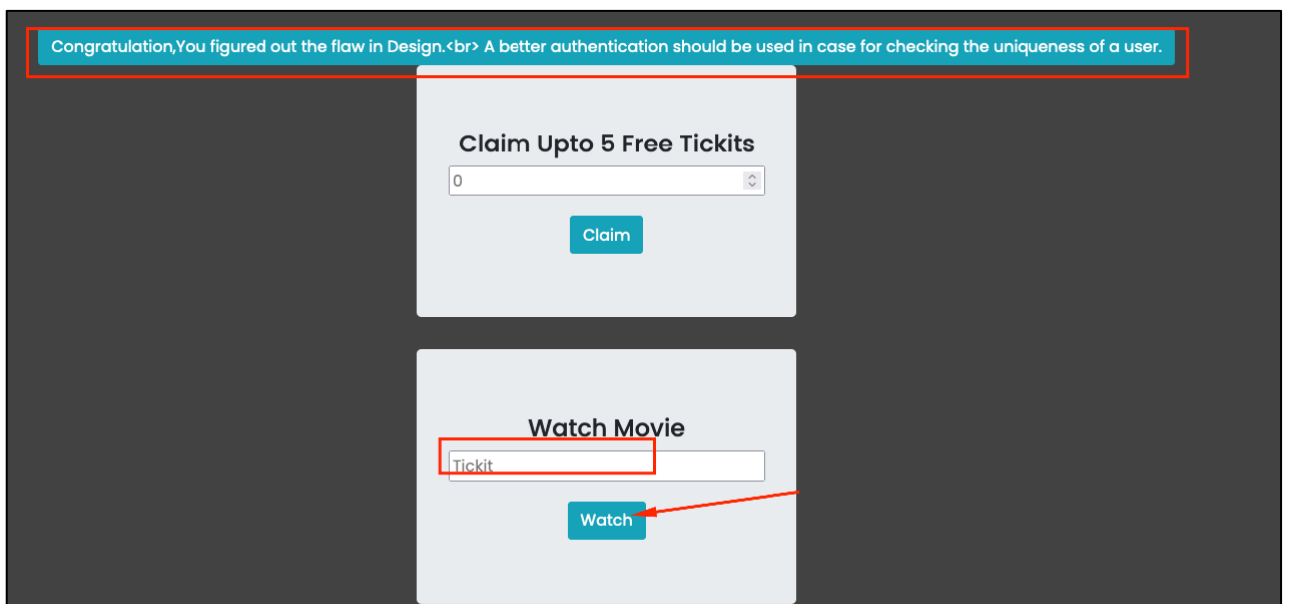 Congratulation,You figured out the flaw in Design.<br> A better authentication should be used in case for checking the uniqueness of a user.
Claim Upto 5 Free Tickits
0
Claim
Watch Movie
Tickit
Watch